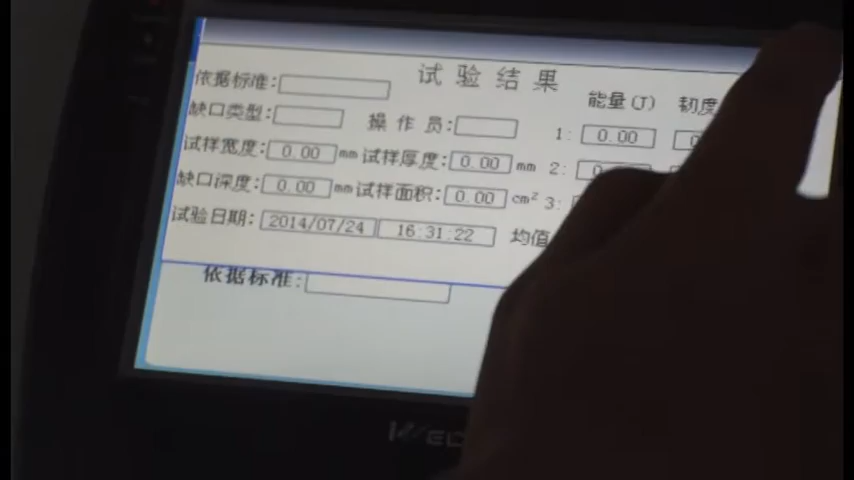 试验结果
依据标准:
能量(J) 韧度
缺口类型: 操作员: 1: 0.00
试样宽度: 0.00 mm 试样厚度: 0.00 mm 2:
缺口深度: 0.00 mm 试样面积: 0.00 cm² 3:
试验日期: 2014/07/24 16:31:22 均值
依据标准: